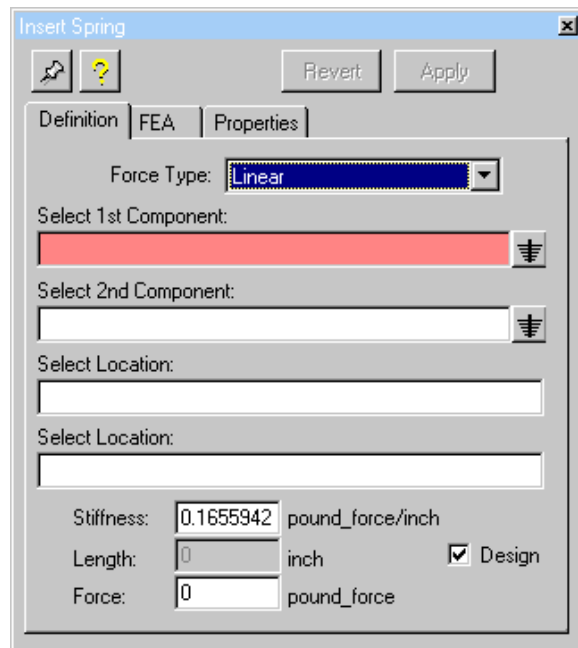 Insert Spring
?
Revert Apply
Definition FEA Properties
Force Type: Linear
Select 1st Component:
Select 2nd Component:
Select Location:
Select Location:
Stiffness: 0.1655942 pound_force/inch
Length: 0 inch Design
Force: 0 pound_force